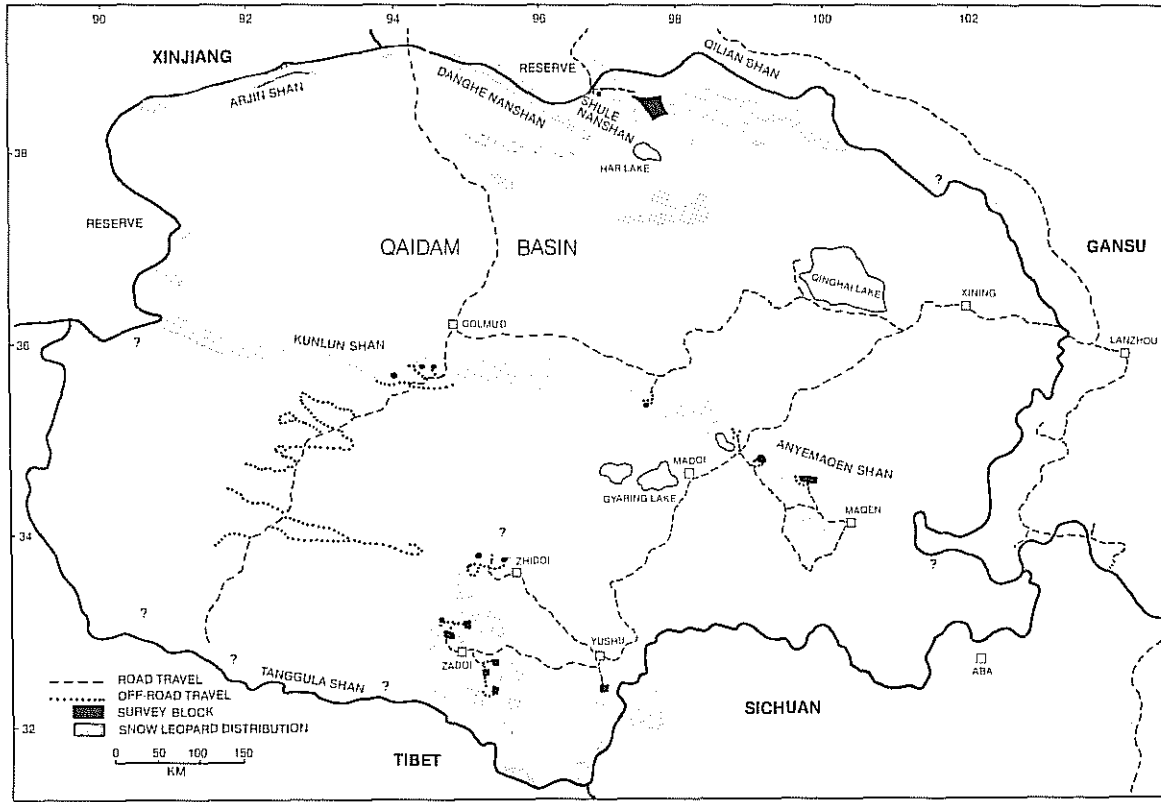 90 92 94 96 98 100 102
XINJIANG
RESERVE
QILIAN SHAN
ARJIN SHAN
DANGHE NANSHAN
SHULE
NANSHAN
38
HAR LAKE
?
RESERVE
QAIDAM BASIN
GANSU
QINGHAI LAKE
XINING
GOLMUD
?
36
KUNLUN SHAN
LANZHOU
ANYEMAQEN SHAN
MADOI
GYARING LAKE
MAQEN
34
?
ZHIDOI
?
?
YUSHU
ZADOI
?
TANGGULA SHAN
?
ABA
ROAD TRAVEL
OFF-ROAD TRAVEL
SURVEY BLOCK
SNOW LEOPARD DISTRIBUTION
SICHUAN
32
0 50 100 150
KM
TIBET